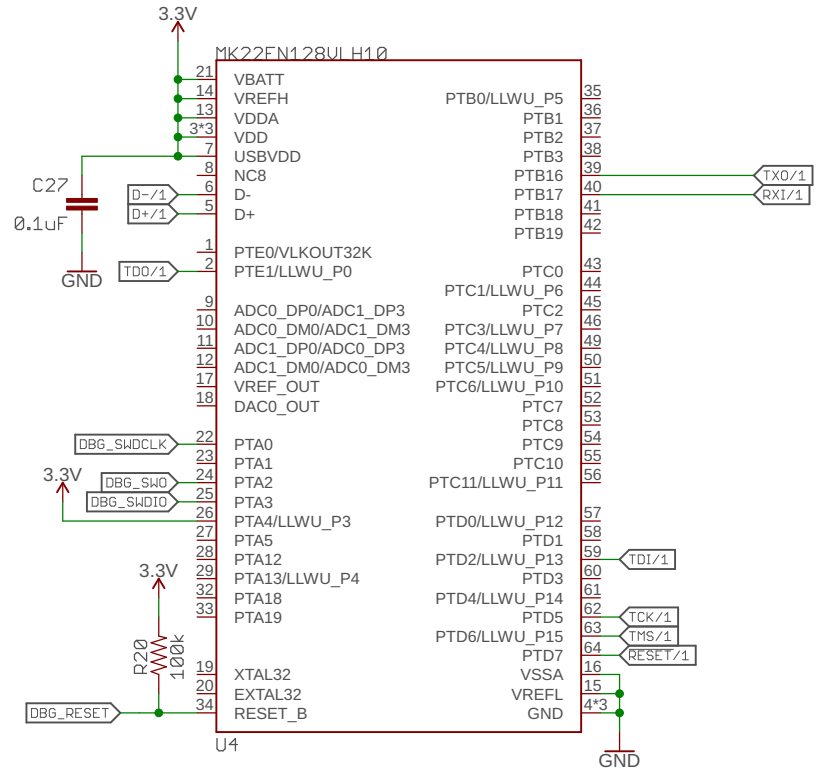 3.3V
MK22FN128VLH10
21 VBATT
14 VREFH
13 VDDA
3*3 VDD
7 USBVDD
8 NC8
D-/1 6 D-
D+/1 5 D+
C27
0.1uF
GND
1 PTE0/VLKOUT32K
TDO/1 2 PTE1/LLWU_P0
9 ADC0_DP0/ADC1_DP3
10 ADC0_DM0/ADC1_DM3
11 ADC1_DP0/ADC0_DP3
12 ADC1_DM0/ADC0_DM3
17 VREF_OUT
18 DAC0_OUT
DBG_SWDCLK 22 PTA0
23 PTA1
DBG_SWO 24 PTA2
3.3V
DBG_SWDIO 25 PTA3
26 PTA4/LLWU_P3
27 PTA5
28 PTA12
29 PTA13/LLWU_P4
32 PTA18
33 PTA19
3.3V
R20
100k
19 XTAL32
20 EXTAL32
DBG_RESET 34 RESET_B
U4
PTB0/LLWU_P5 35
PTB1 36
PTB2 37
PTB3 38
PTB16 39 TXO/1
PTB17 40 RXI/1
PTB18 41
PTB19 42
PTC0 43
PTC1/LLWU_P6 44
PTC2 45
PTC3/LLWU_P7 46
PTC4/LLWU_P8 49
PTC5/LLWU_P9 50
PTC6/LLWU_P10 51
PTC7 52
PTC8 53
PTC9 54
PTC10 55
PTC11/LLWU_P11 56
PTD0/LLWU_P12 57
PTD1 58
PTD2/LLWU_P13 59 TDI/1
PTD3 60
PTD4/LLWU_P14 61
PTD5 62 TCK/1
PTD6/LLWU_P15 63 TMS/1
PTD7 64 RESET/1
VSSA 16
VREFL 15
GND 4*3
GND